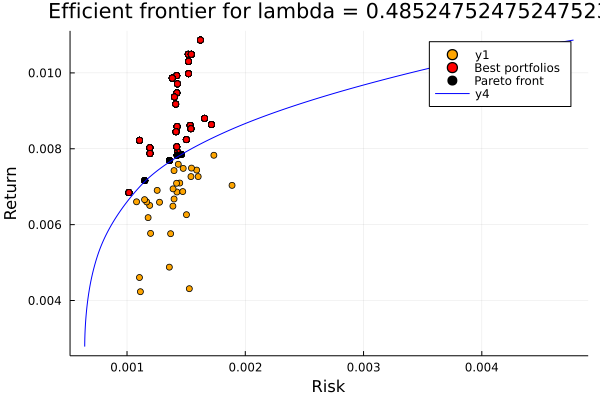 Efficient frontier for lambda = 0.4852475247524752
y1
Best portfolios
Pareto front
y4
0.010
0.008
0.006
0.004
Return
0.001
0.002
0.003
0.004
Risk